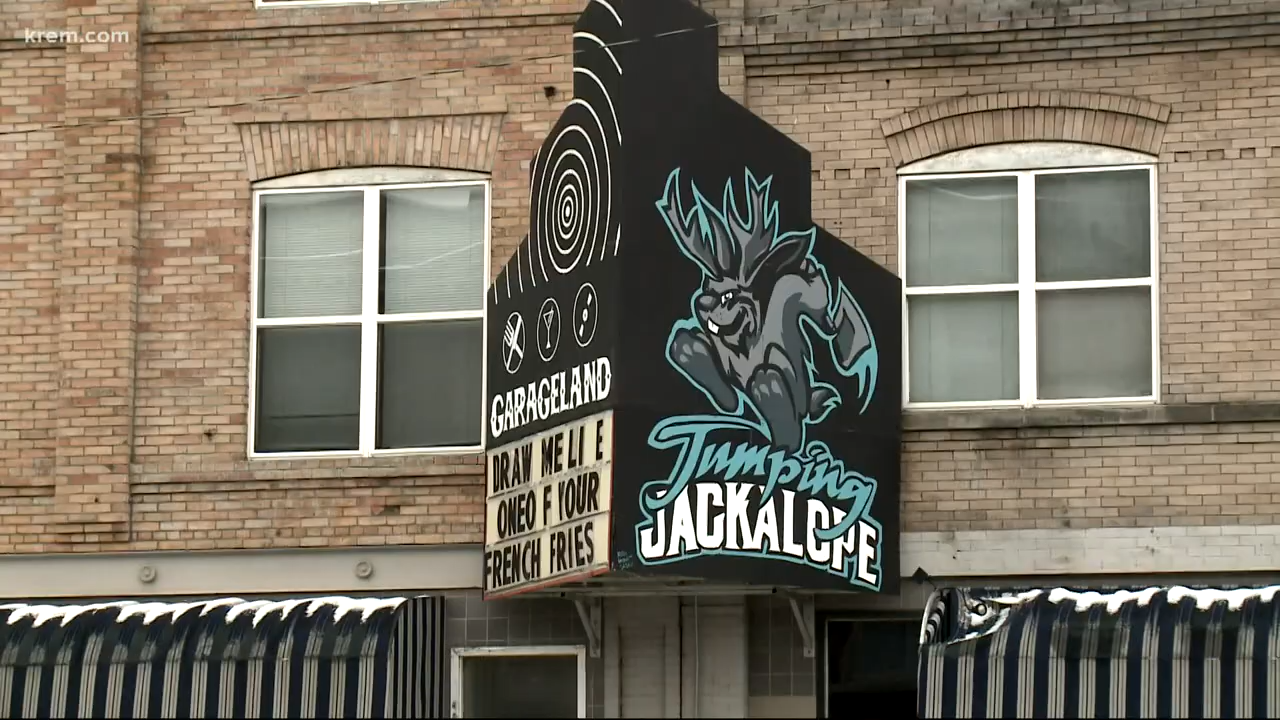 krem.com
GARAGELAND
DRAW ME LI E
ONEO F YOUR
FRENCH FRIES
Jumping
JACKALOPE